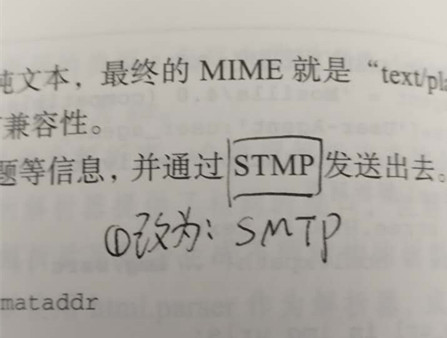 纯文本，最终的 MIME 就是“text/pla
兼容性。
题等信息，并通过 STMP 发送出去。
①改为：SMTP
mataddr